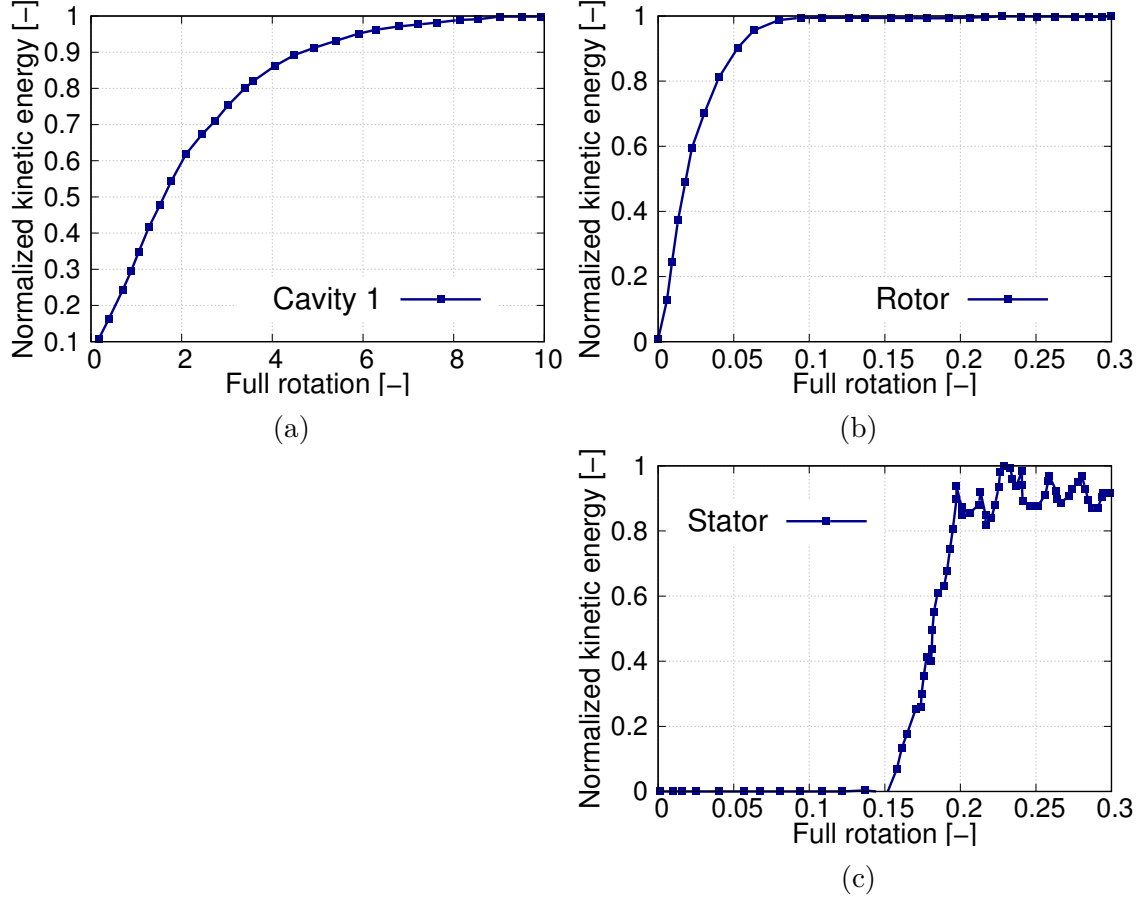 Normalized kinetic energy [−]
1
0.9
0.8
0.7
0.6
0.5
0.4
0.3
0.2
0.1
Cavity 1
0 2 4 6 8 10
Full rotation [−]
(a)
Normalized kinetic energy [−]
1
0.8
0.6
0.4
0.2
0
Rotor
0 0.05 0.1 0.15 0.2 0.25 0.3
Full rotation [−]
(b)
Normalized kinetic energy [−]
1
0.8
0.6
0.4
0.2
0
Stator
0 0.05 0.1 0.15 0.2 0.25 0.3
Full rotation [−]
(c)